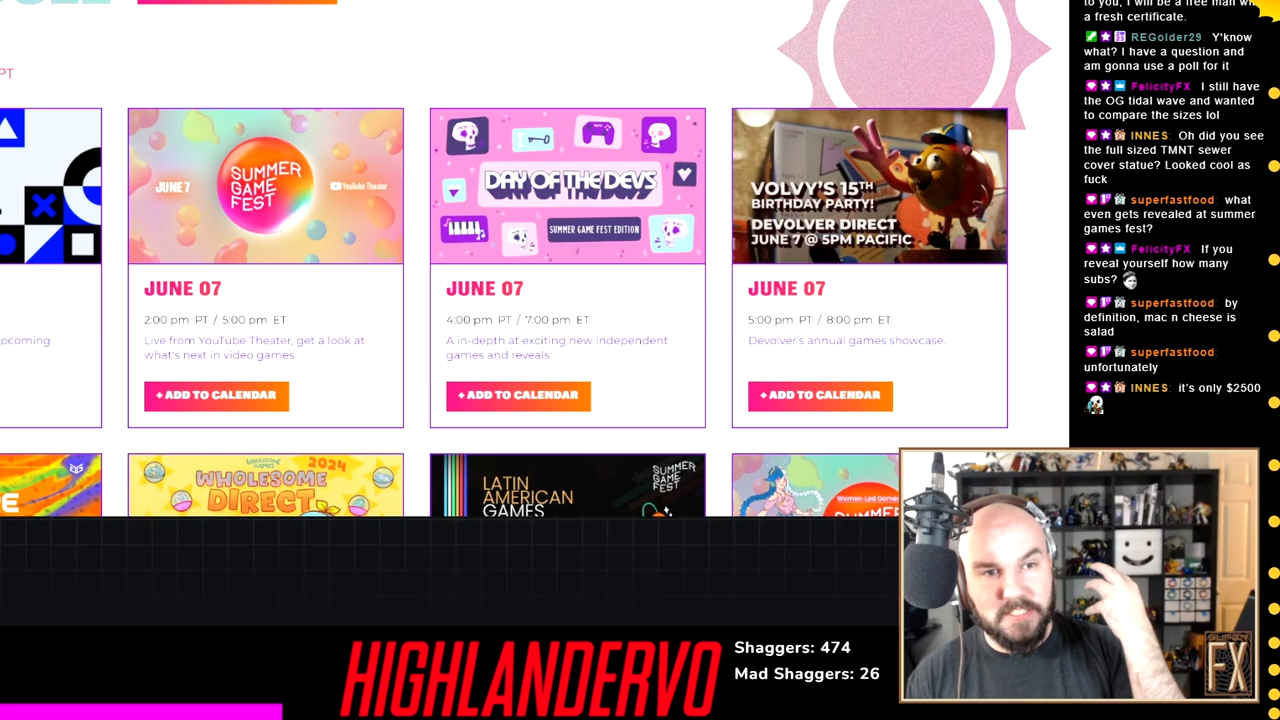 PT
JUNE 7
SUMMER
GAME
FEST
YouTube Theater
DAY OF THE DEVS
SUMMER GAME FEST EDITION
VOLVY'S 15TH
BIRTHDAY PARTY!
DEVOLVER DIRECT
JUNE 7 @ 5PM PACIFIC
pcoming
JUNE 07
2:00 pm PT / 5:00 pm ET
Live from YouTube Theater, get a look at
what's next in video games.
+ ADD TO CALENDAR
JUNE 07
4:00 pm PT / 7:00 pm ET
A in-depth at exciting new independent
games and reveals.
+ ADD TO CALENDAR
JUNE 07
5:00 pm PT / 8:00 pm ET
Devolver's annual games showcase.
+ ADD TO CALENDAR
E
wholesome games
2024
WHOLESOME
DIRECT
LATIN
AMERICAN
GAMES
SUMMER
GAME
FEST
Women-Led Games
SUMMER
to you, I will be a free man
a fresh certificate.
REGolder29: Y'know
what? I have a question and
am gonna use a poll for it
FelicityFX I still have
the OG tidal wave and wanted
to compare the sizes lol
INNES: Oh did you see
the full sized TMNT sewer
cover statue? Looked cool as
fuck
superfastfood what
even gets revealed at summer
games fest?
FelicityFX If you
reveal yourself how many
subs?
superfastfood by
definition, mac n cheese is
salad
superfastfood:
unfortunately
INNES: it's only $2500
HIGHLANDERVO
Shaggers: 474
Mad Shaggers: 26
SUPER
FX